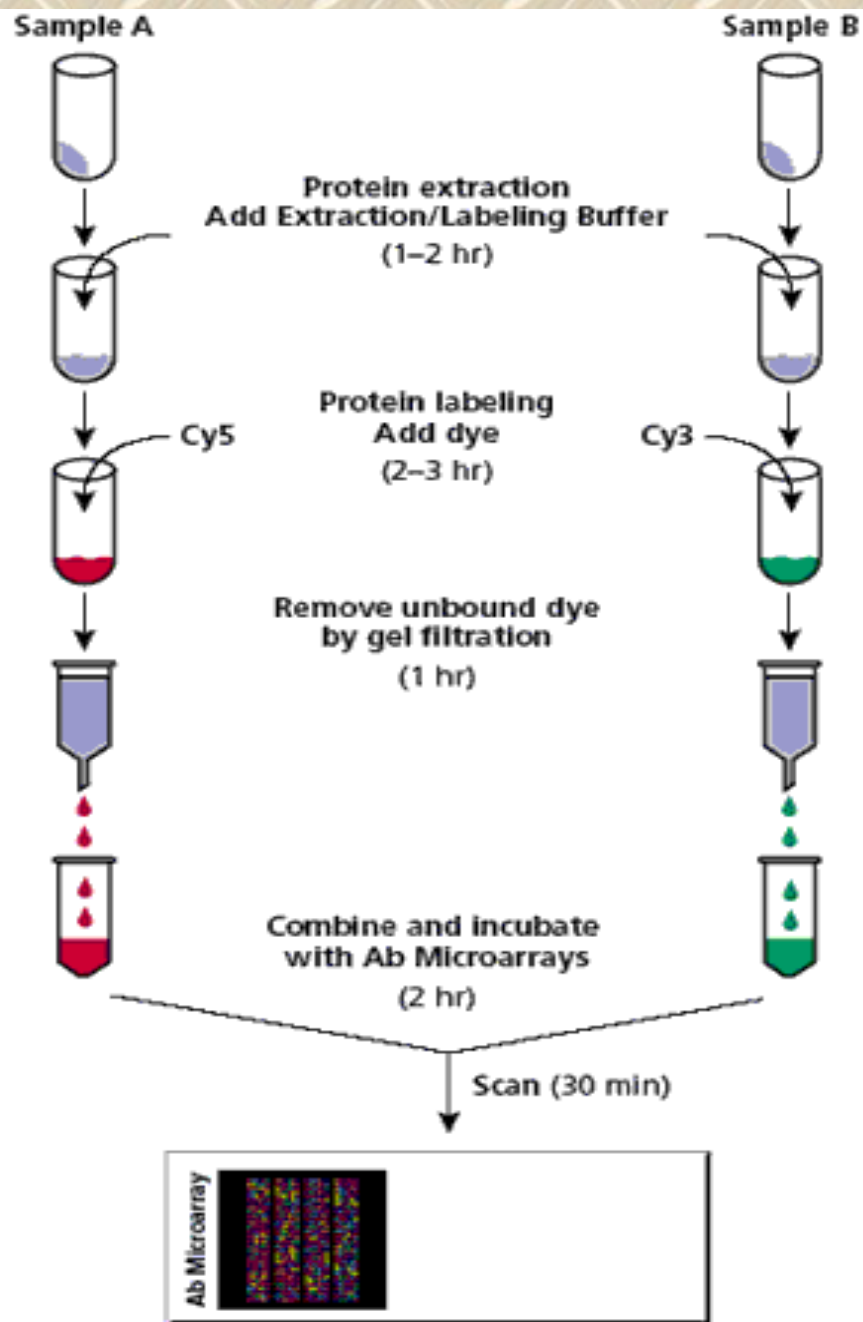 Sample A
Sample B
Protein extraction
Add Extraction/Labeling Buffer
(1–2 hr)
Protein labeling
Add dye
(2–3 hr)
Cy5
Cy3
Remove unbound dye
by gel filtration
(1 hr)
Combine and incubate
with Ab Microarrays
(2 hr)
Scan (30 min)
Ab Microarray